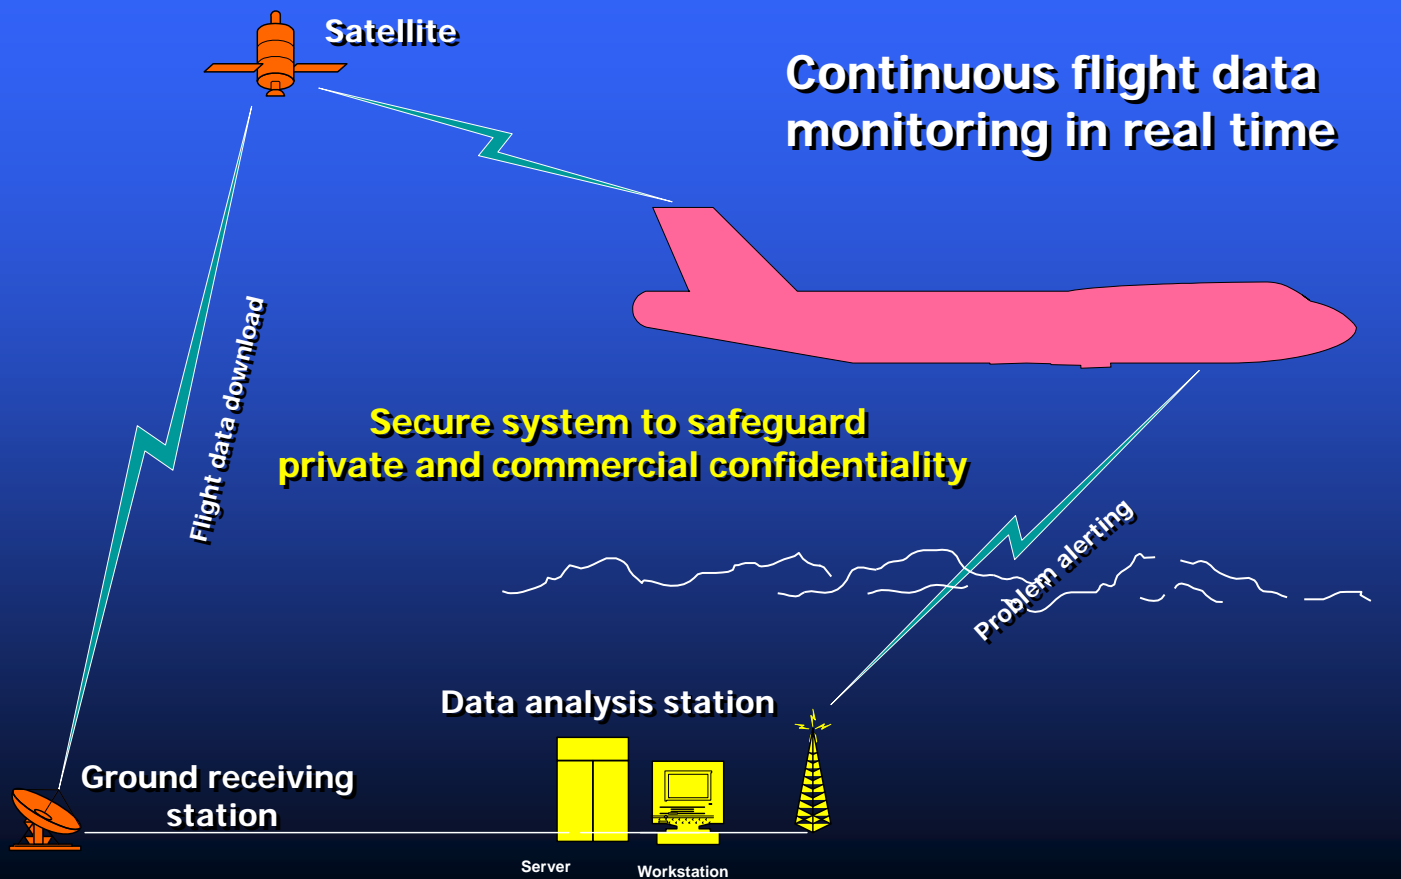 Satellite
Continuous flight data
monitoring in real time
Flight data download
Secure system to safeguard
private and commercial confidentiality
Problem alerting
Data analysis station
Ground receiving
station
Server
Workstation